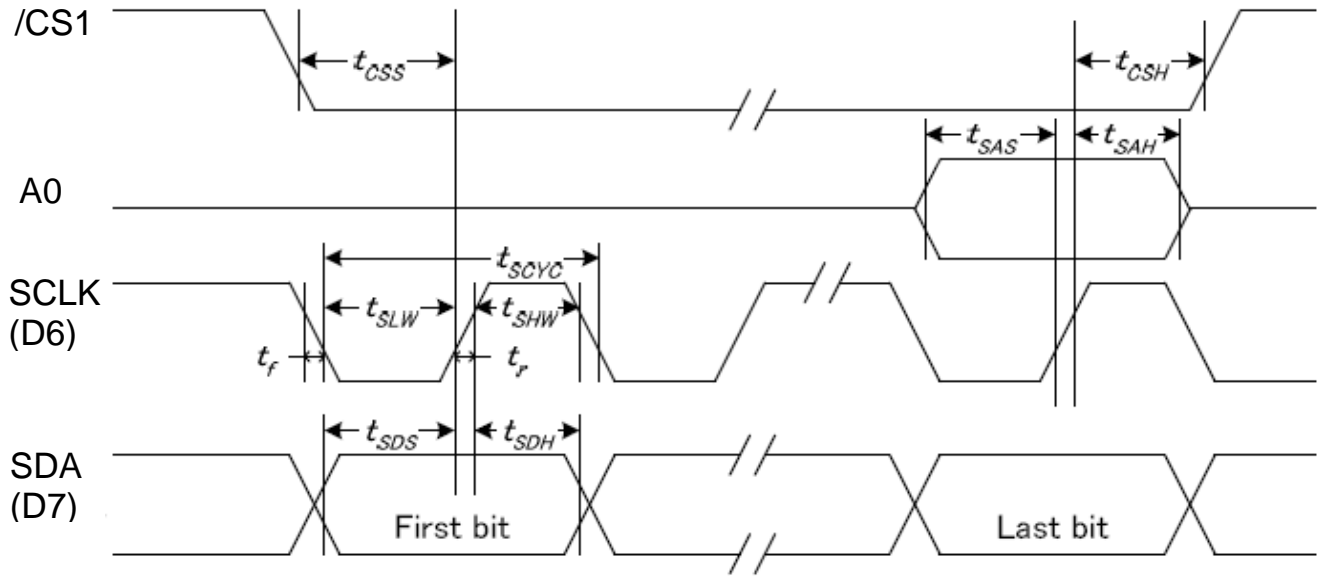 /CS1
tCSS
tCSH
A0
tSAS
tSAH
SCLK
(D6)
tSCYC
tSLW
tSHW
tf
tr
SDA
(D7)
tSDS
tSDH
First bit
Last bit